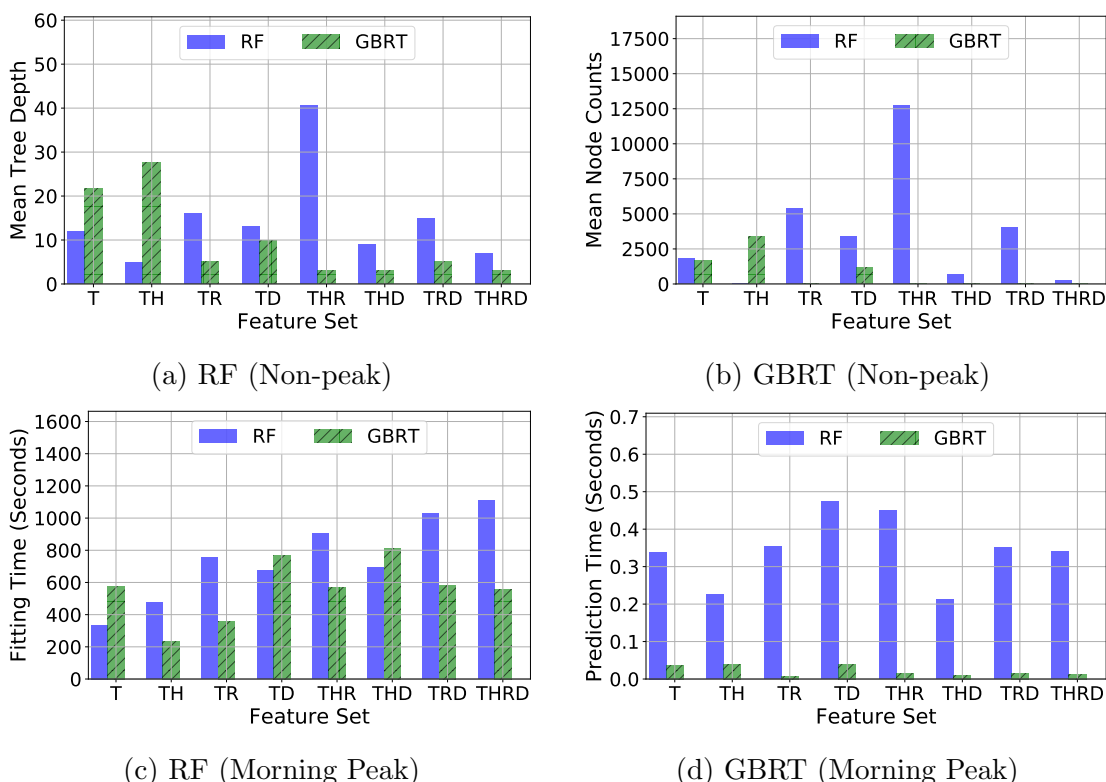 60
50
40
30
20
10
0
Mean Tree Depth
RF GBRT
T TH TR TD THR THD TRD THRD
Feature Set
(a) RF (Non-peak)
17500
15000
12500
10000
7500
5000
2500
0
Mean Node Counts
RF GBRT
T TH TR TD THR THD TRD THRD
Feature Set
(b) GBRT (Non-peak)
1600
1400
1200
1000
800
600
400
200
0
Fitting Time (Seconds)
RF GBRT
T TH TR TD THR THD TRD THRD
Feature Set
(c) RF (Morning Peak)
0.7
0.6
0.5
0.4
0.3
0.2
0.1
0.0
Prediction Time (Seconds)
RF GBRT
T TH TR TD THR THD TRD THRD
Feature Set
(d) GBRT (Morning Peak)